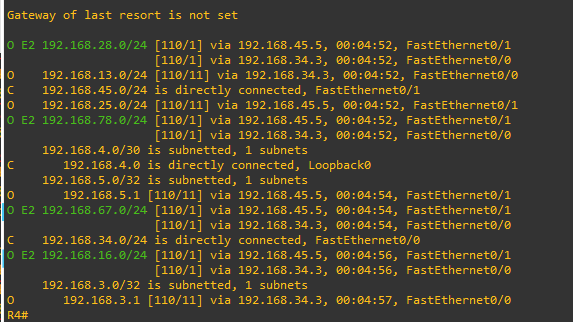 Gateway of last resort is not set
O E2 192.168.28.0/24 [110/1] via 192.168.45.5, 00:04:52, FastEthernet0/1
[110/1] via 192.168.34.3, 00:04:52, FastEthernet0/0
O 192.168.13.0/24 [110/11] via 192.168.34.3, 00:04:52, FastEthernet0/0
C 192.168.45.0/24 is directly connected, FastEthernet0/1
O 192.168.25.0/24 [110/11] via 192.168.45.5, 00:04:52, FastEthernet0/1
O E2 192.168.78.0/24 [110/1] via 192.168.45.5, 00:04:52, FastEthernet0/1
[110/1] via 192.168.34.3, 00:04:52, FastEthernet0/0
192.168.4.0/30 is subnetted, 1 subnets
C 192.168.4.0 is directly connected, Loopback0
192.168.5.0/32 is subnetted, 1 subnets
O 192.168.5.1 [110/11] via 192.168.45.5, 00:04:54, FastEthernet0/1
O E2 192.168.67.0/24 [110/1] via 192.168.45.5, 00:04:54, FastEthernet0/1
[110/1] via 192.168.34.3, 00:04:54, FastEthernet0/0
C 192.168.34.0/24 is directly connected, FastEthernet0/0
O E2 192.168.16.0/24 [110/1] via 192.168.45.5, 00:04:56, FastEthernet0/1
[110/1] via 192.168.34.3, 00:04:56, FastEthernet0/0
192.168.3.0/32 is subnetted, 1 subnets
O 192.168.3.1 [110/11] via 192.168.34.3, 00:04:57, FastEthernet0/0
R4#